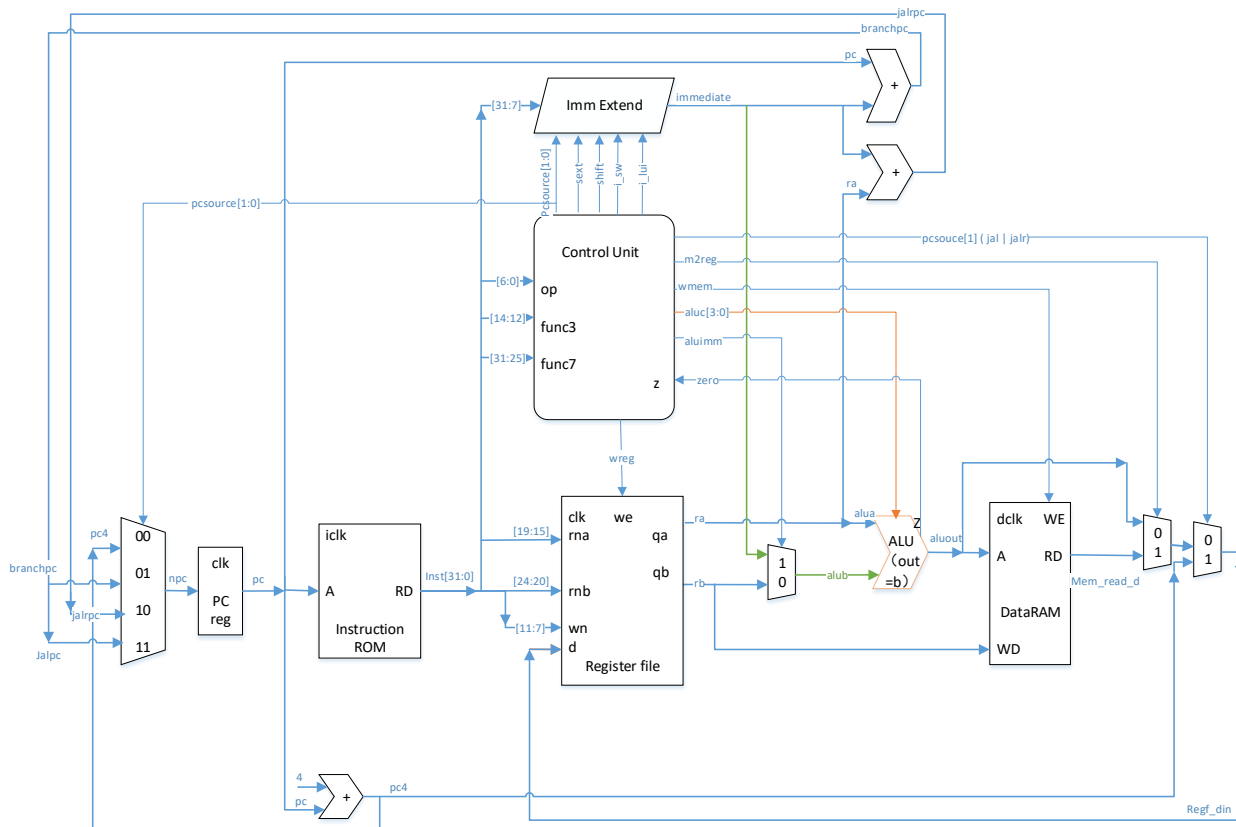 jalrpc
branchpc
pc
+
[31:7]
Imm Extend
immediate
+
ra
Pcsource[1:0]
sext
shift
i_sw
i_lui
pcsource[1:0]
Control Unit
pcsouce[1] ( jal | jalr)
m2reg
wmem
aluc[3:0]
aluimm
zero
[6:0]
op
[14:12]
func3
[31:25]
func7
z
wreg
pc4
00
01
10
11
branchpc
jalrpc
Jalpc
npc
clk
PC
reg
pc
iclk
A
RD
Instruction
ROM
Inst[31:0]
[19:15]
[24:20]
[11:7]
clk
we
rna
qa
qb
rnb
wn
d
Register file
ra
rb
1
0
alua
alub
Z
ALU
（out
=b）
aluout
dclk
WE
A
RD
DataRAM
WD
Mem_read_d
0
1
0
1
4
pc
+
pc4
Regf_din